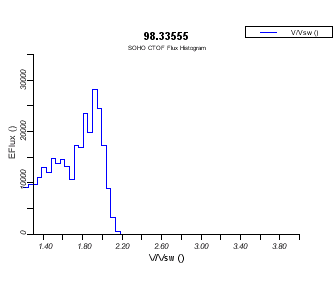 98.33555
V/Vsw ()
SOHO CTOF Flux Histogram
30000
20000
10000
0
EFlux ()
1.40 1.80 2.20 2.60 3.00 3.40 3.80
V/Vsw ()